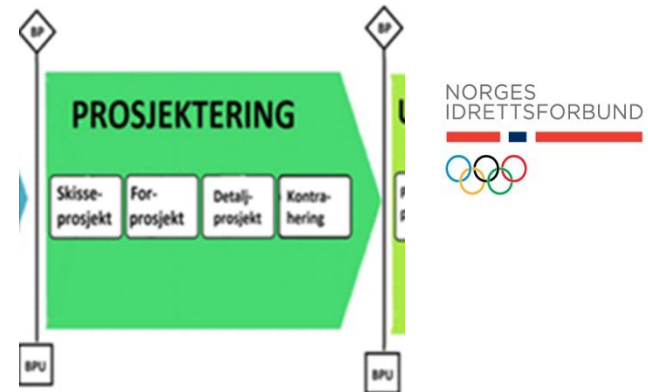 BP
BP
PROSJEKTERING
Skisse-
prosjekt
For-
prosjekt
Detalj-
prosjekt
Kontra-
hering
BPU
BPU
NORGES
IDRETTSFORBUND